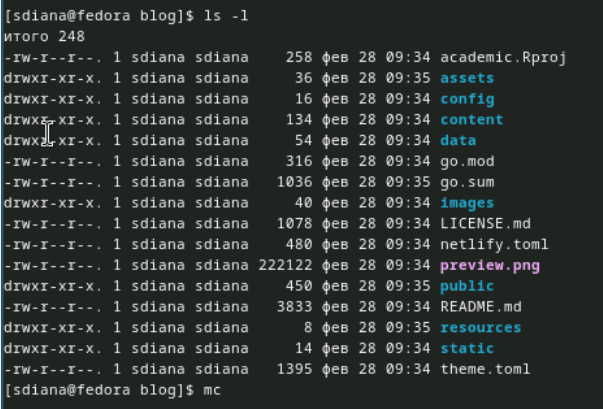 [sdiana@fedora blog]$ ls -l
итого 248
-rw-r--r--. 1 sdiana sdiana    258 фев 28 09:34 academic.Rproj
drwxr-xr-x. 1 sdiana sdiana     36 фев 28 09:35 assets
drwxr-xr-x. 1 sdiana sdiana     16 фев 28 09:34 config
drwxr-xr-x. 1 sdiana sdiana    134 фев 28 09:34 content
drwxr-xr-x. 1 sdiana sdiana     54 фев 28 09:34 data
-rw-r--r--. 1 sdiana sdiana    316 фев 28 09:34 go.mod
-rw-r--r--. 1 sdiana sdiana   1036 фев 28 09:35 go.sum
drwxr-xr-x. 1 sdiana sdiana     40 фев 28 09:34 images
-rw-r--r--. 1 sdiana sdiana   1078 фев 28 09:34 LICENSE.md
-rw-r--r--. 1 sdiana sdiana    480 фев 28 09:34 netlify.toml
-rw-r--r--. 1 sdiana sdiana 222122 фев 28 09:34 preview.png
drwxr-xr-x. 1 sdiana sdiana    450 фев 28 09:35 public
-rw-r--r--. 1 sdiana sdiana   3833 фев 28 09:34 README.md
drwxr-xr-x. 1 sdiana sdiana      8 фев 28 09:35 resources
drwxr-xr-x. 1 sdiana sdiana     14 фев 28 09:34 static
-rw-r--r--. 1 sdiana sdiana   1395 фев 28 09:34 theme.toml
[sdiana@fedora blog]$ mc